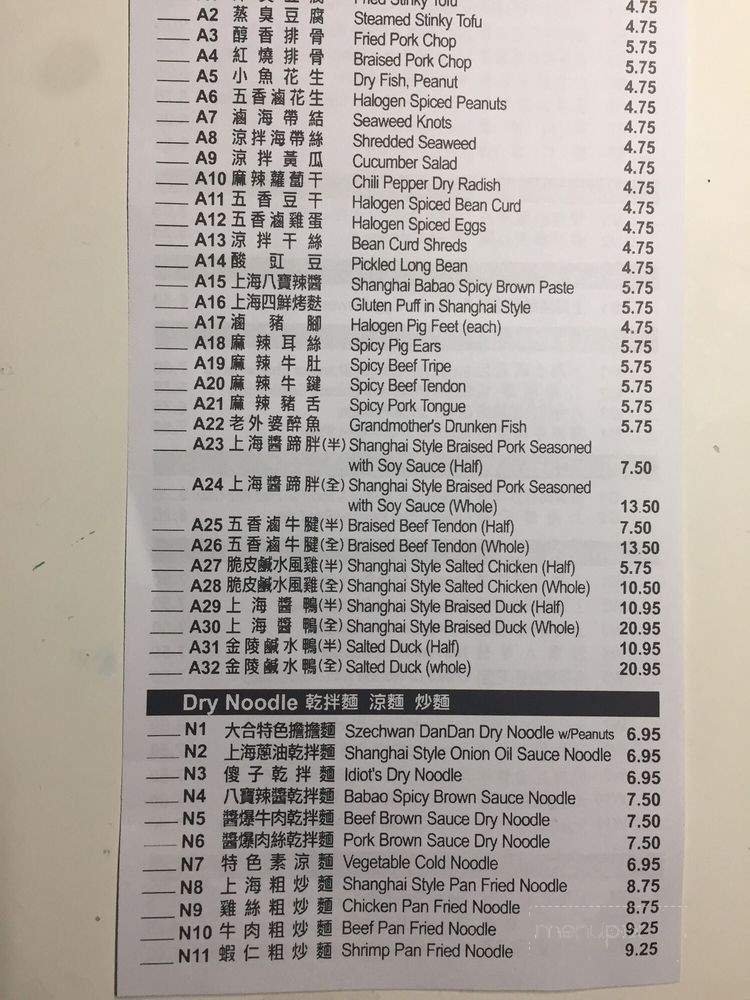 Fried Stinky Tofu 4.75
A2 蒸臭豆腐 Steamed Stinky Tofu 4.75
A3 醇香排骨 Fried Pork Chop 5.75
A4 紅燒排骨 Braised Pork Chop 5.75
A5 小魚花生 Dry Fish, Peanut 4.75
A6 五香滷花生 Halogen Spiced Peanuts 4.75
A7 滷海帶結 Seaweed Knots 4.75
A8 涼拌海帶絲 Shredded Seaweed 4.75
A9 涼拌黃瓜 Cucumber Salad 4.75
A10 麻辣蘿蔔干 Chili Pepper Dry Radish 4.75
A11 五香豆干 Halogen Spiced Bean Curd 4.75
A12 五香滷雞蛋 Halogen Spiced Eggs 4.75
A13 涼拌干絲 Bean Curd Shreds 4.75
A14 酸豇豆 Pickled Long Bean 4.75
A15 上海八寶辣醬 Shanghai Babao Spicy Brown Paste 5.75
A16 上海四鮮烤麩 Gluten Puff in Shanghai Style 5.75
A17 滷豬腳 Halogen Pig Feet (each) 4.75
A18 麻辣耳絲 Spicy Pig Ears 5.75
A19 麻辣牛肚 Spicy Beef Tripe 5.75
A20 麻辣牛鍵 Spicy Beef Tendon 5.75
A21 麻辣豬舌 Spicy Pork Tongue 5.75
A22 老外婆醉魚 Grandmother's Drunken Fish 5.75
A23 上海醬蹄胖(半) Shanghai Style Braised Pork Seasoned
with Soy Sauce (Half) 7.50
A24 上海醬蹄胖(全) Shanghai Style Braised Pork Seasoned
with Soy Sauce (Whole) 13.50
A25 五香滷牛腱(半) Braised Beef Tendon (Half) 7.50
A26 五香滷牛腱(全) Braised Beef Tendon (Whole) 13.50
A27 脆皮鹹水風雞(半) Shanghai Style Salted Chicken (Half) 5.75
A28 脆皮鹹水風雞(全) Shanghai Style Salted Chicken (Whole) 10.50
A29 上海醬鴨(半) Shanghai Style Braised Duck (Half) 10.95
A30 上海醬鴨(全) Shanghai Style Braised Duck (Whole) 20.95
A31 金陵鹹水鴨(半) Salted Duck (Half) 10.95
A32 金陵鹹水鴨(全) Salted Duck (whole) 20.95
Dry Noodle 乾拌麵 涼麵 炒麵
N1 大合特色擔擔麵 Szechwan DanDan Dry Noodle w/Peanuts 6.95
N2 上海蔥油乾拌麵 Shanghai Style Onion Oil Sauce Noodle 6.95
N3 傻子乾拌麵 Idiot's Dry Noodle 6.95
N4 八寶辣醬乾拌麵 Babao Spicy Brown Sauce Noodle 7.50
N5 醬爆牛肉乾拌麵 Beef Brown Sauce Dry Noodle 7.50
N6 醬爆肉絲乾拌麵 Pork Brown Sauce Dry Noodle 7.50
N7 特色素涼麵 Vegetable Cold Noodle 6.95
N8 上海粗炒麵 Shanghai Style Pan Fried Noodle 8.75
N9 雞絲粗炒麵 Chicken Pan Fried Noodle 8.75
N10 牛肉粗炒麵 Beef Pan Fried Noodle 9.25
N11 蝦仁粗炒麵 Shrimp Pan Fried Noodle 9.25